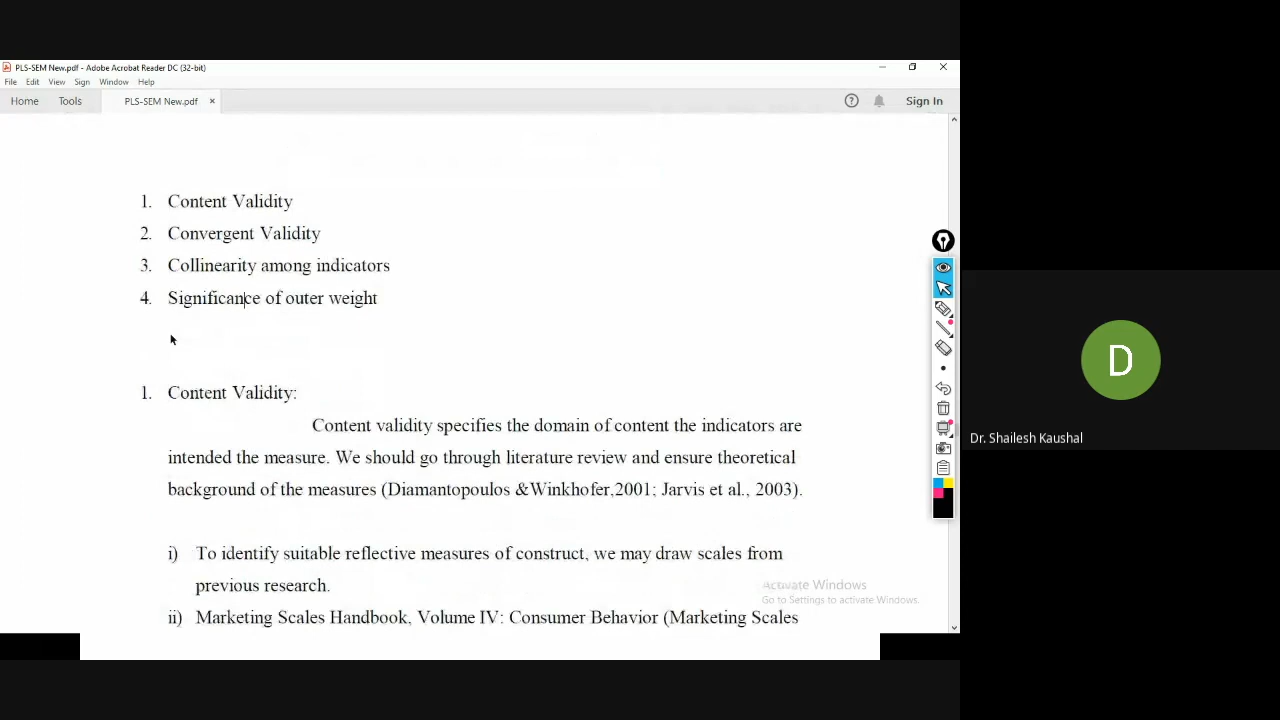 PLS-SEM New.pdf - Adobe Acrobat Reader DC (32-bit)
File Edit View Sign Window Help
Home Tools PLS-SEM New.pdf × Sign In
1. Content Validity
2. Convergent Validity
3. Collinearity among indicators
4. Significance of outer weight
1. Content Validity:
Content validity specifies the domain of content the indicators are
intended the measure. We should go through literature review and ensure theoretical
background of the measures (Diamantopoulos &Winkhofer,2001; Jarvis et al., 2003).
i) To identify suitable reflective measures of construct, we may draw scales from
previous research.
ii) Marketing Scales Handbook, Volume IV: Consumer Behavior (Marketing Scales
Activate Windows
Go to Settings to activate Windows.
D
Dr. Shailesh Kaushal